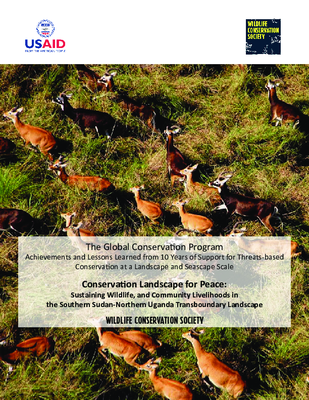 USAID
FROM THE AMERICAN PEOPLE
WILDLIFE
CONSERVATION
SOCIETY
The Global Conservation Program
Achievements and Lessons Learned from 10 Years of Support for Threats-based
Conservation at a Landscape and Seascape Scale
Conservation Landscape for Peace:
Sustaining Wildlife, and Community Livelihoods in
the Southern Sudan-Northern Uganda Transboundary Landscape
WILDLIFE CONSERVATION SOCIETY